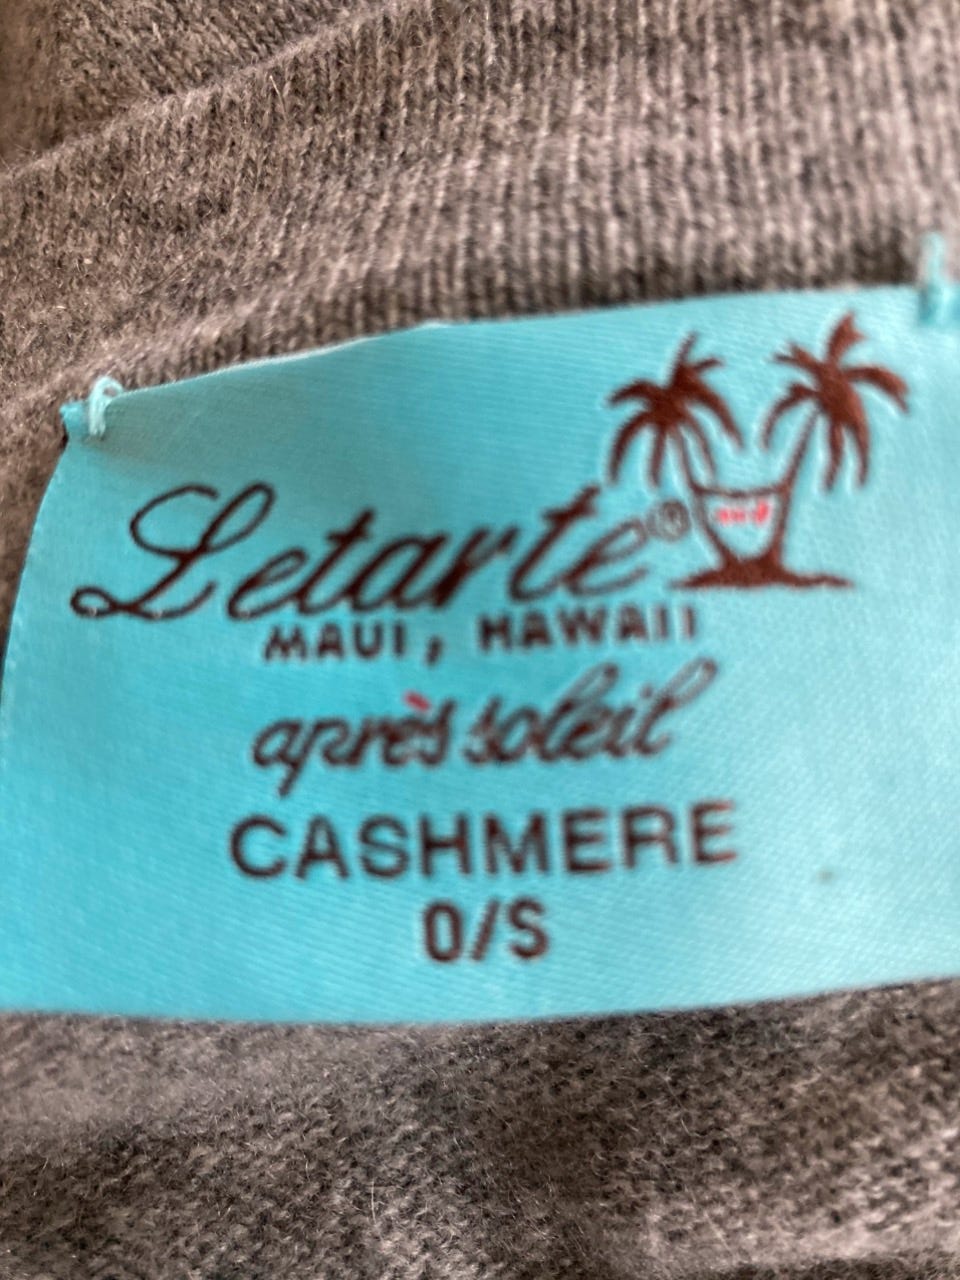 Letarte®
MAUI, HAWAII
après soleil
CASHMERE
O/S